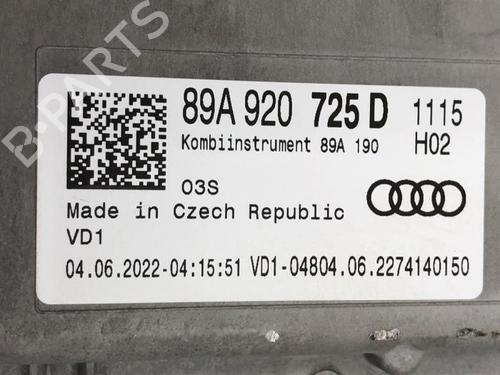 B-PARTS
89A 920 725 D 1115
Kombiinstrument 89A 190 H02
03S
Made in Czech Republic
VD1
04.06.2022-04:15:51 VD1-04804.06.2274140150